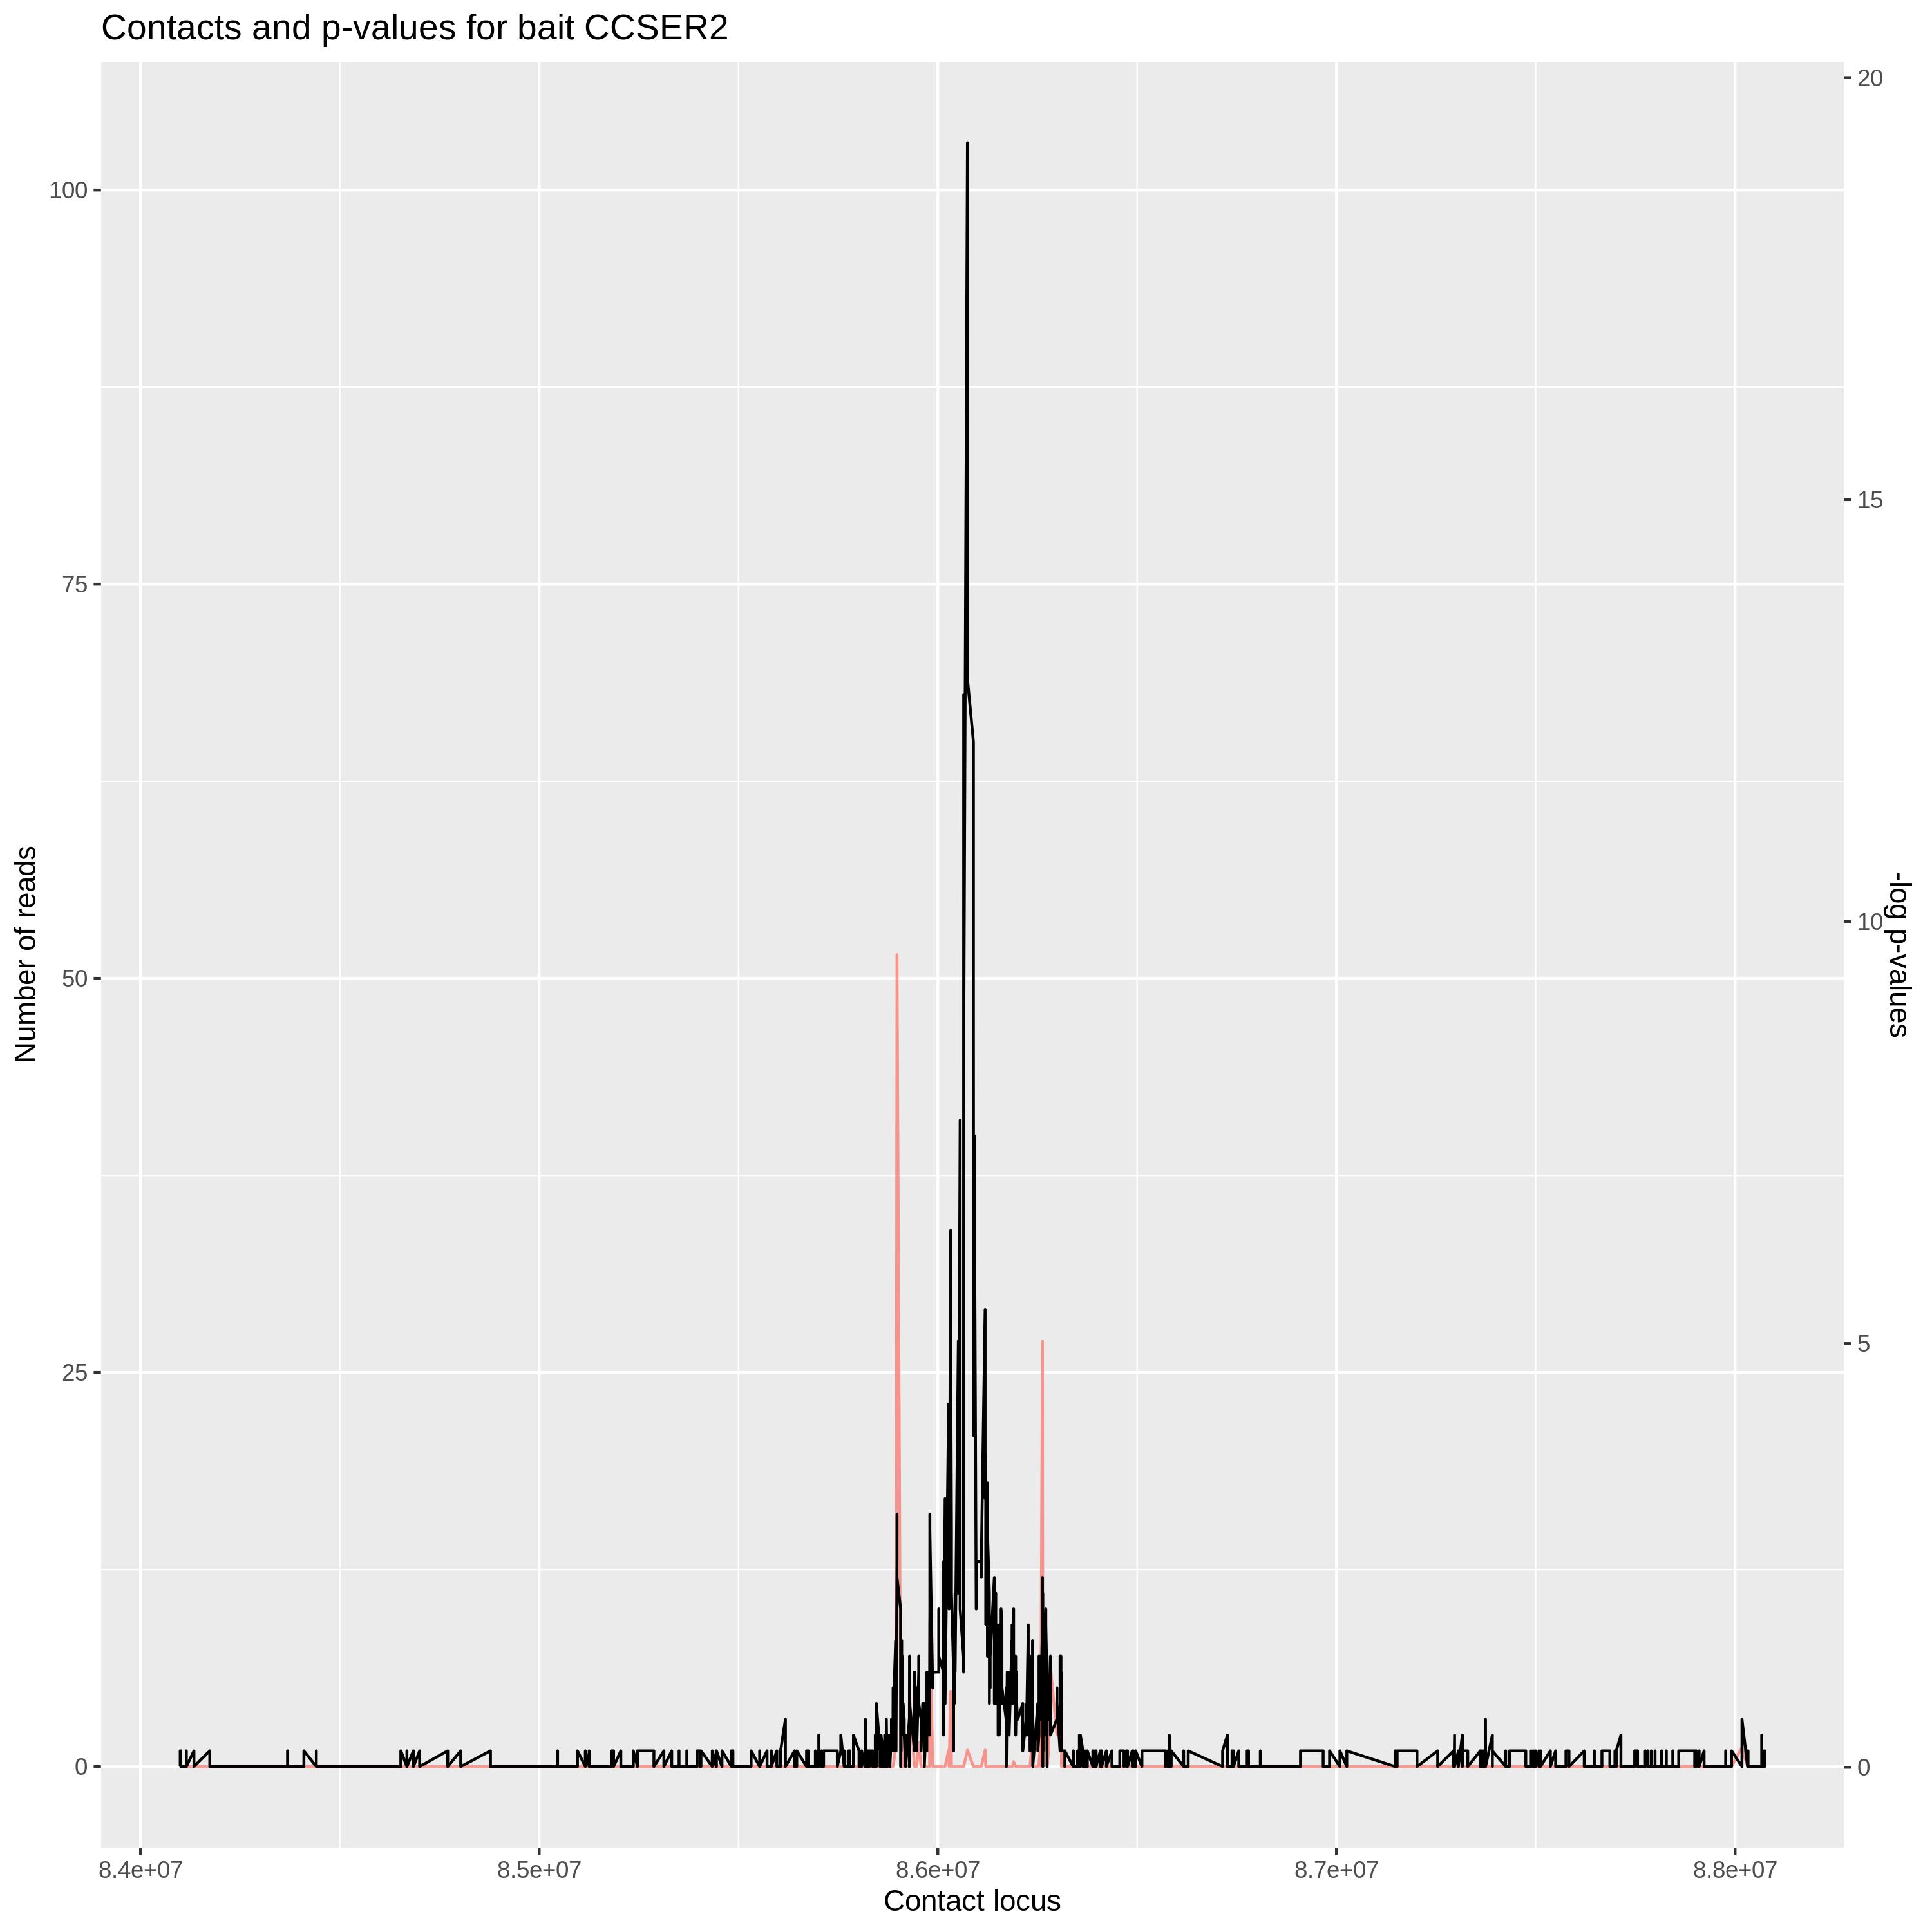 Contacts and p-values for bait CCSER2
100
75
50
25
0
Number of reads
20
15
10
5
0
-log p-values
8.4e+07 8.5e+07 8.6e+07 8.7e+07 8.8e+07
Contact locus